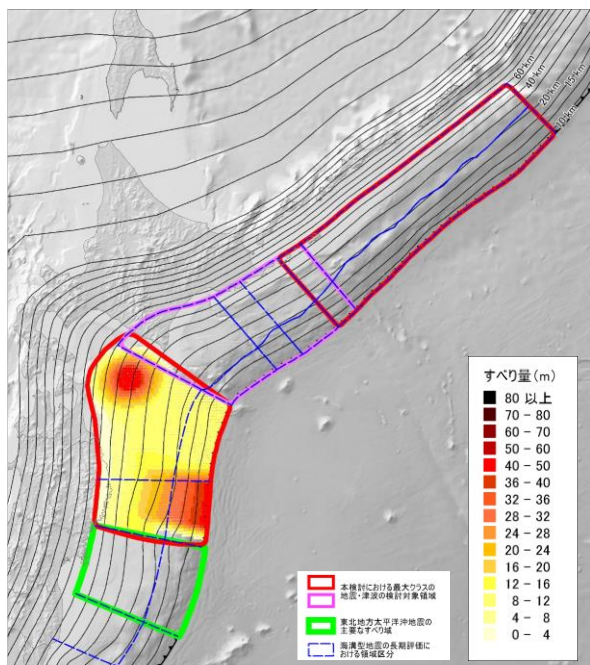 60 km
40 km
20 km
15 km
10 km
すべり量(m)
80 以上
70 - 80
60 - 70
50 - 60
40 - 50
36 - 40
32 - 36
28 - 32
24 - 28
20 - 24
16 - 20
12 - 16
8 - 12
4 - 8
0 - 4
本検討における最大クラスの
地震・津波の検討対象領域
東北地方太平洋沖地震の
主要なすべり域
海溝型地震の長期評価に
おける領域区分